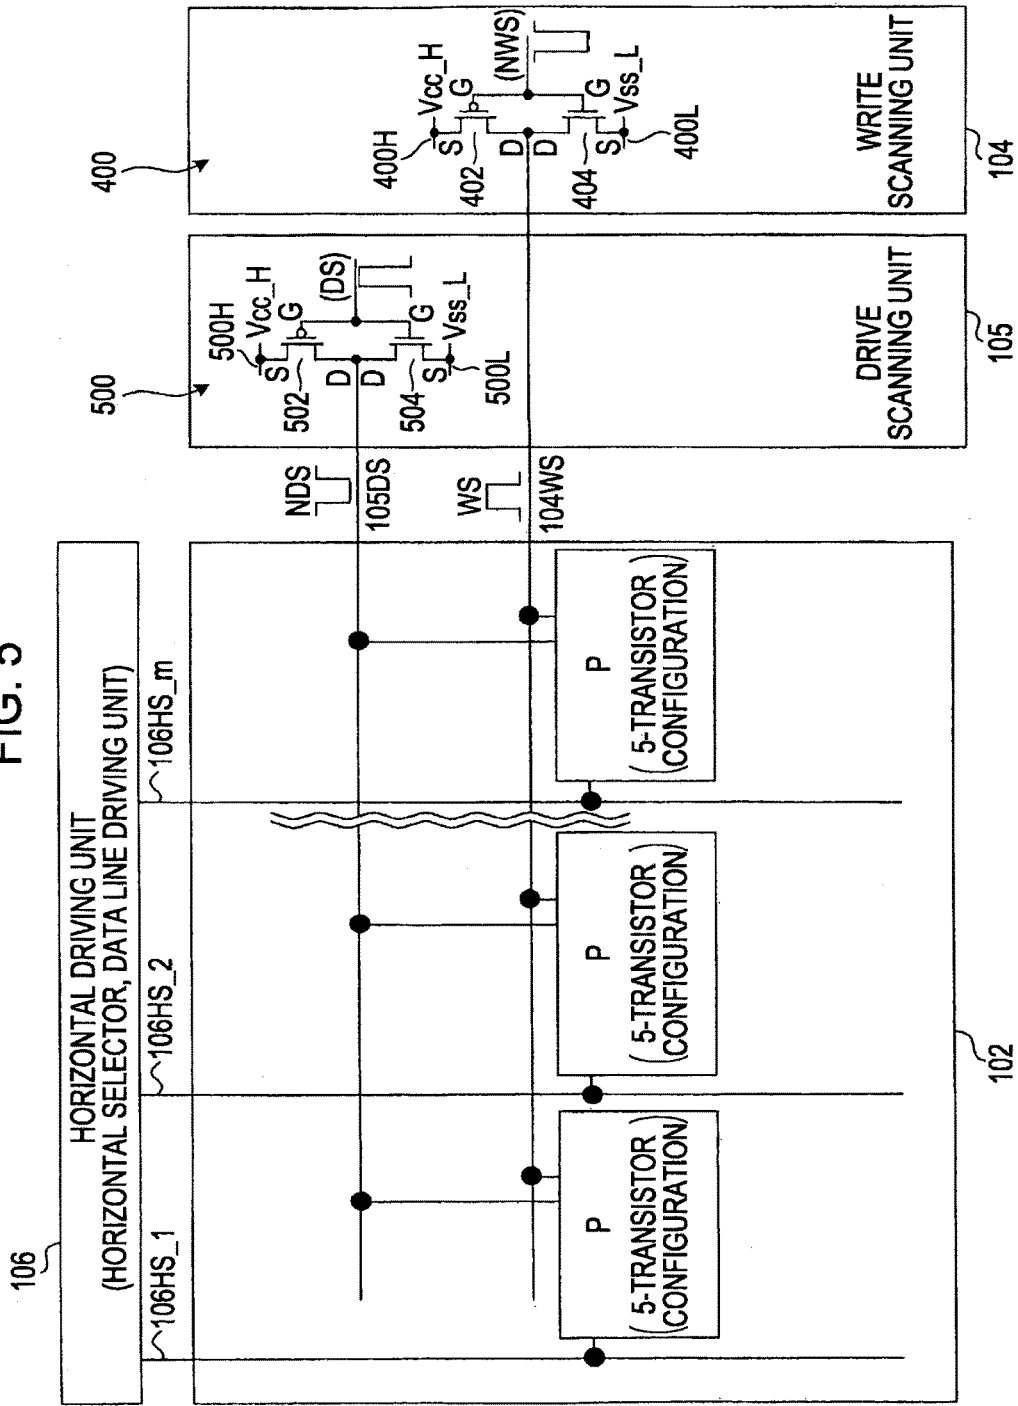 FIG. 5
106
HORIZONTAL DRIVING UNIT
(HORIZONTAL SELECTOR, DATA LINE DRIVING UNIT)
106HS_1
106HS_2
106HS_m
500
400
500H
Vcc_H
S
G
502
D
(DS)
D
504
G
S
Vss_L
500L
400H
Vcc_H
S
G
402
D
(NWS)
D
404
G
S
Vss_L
400L
NDS
105DS
WS
104WS
P
(5-TRANSISTOR
CONFIGURATION)
P
(5-TRANSISTOR
CONFIGURATION)
P
(5-TRANSISTOR
CONFIGURATION)
DRIVE
SCANNING UNIT
WRITE
SCANNING UNIT
102
105
104